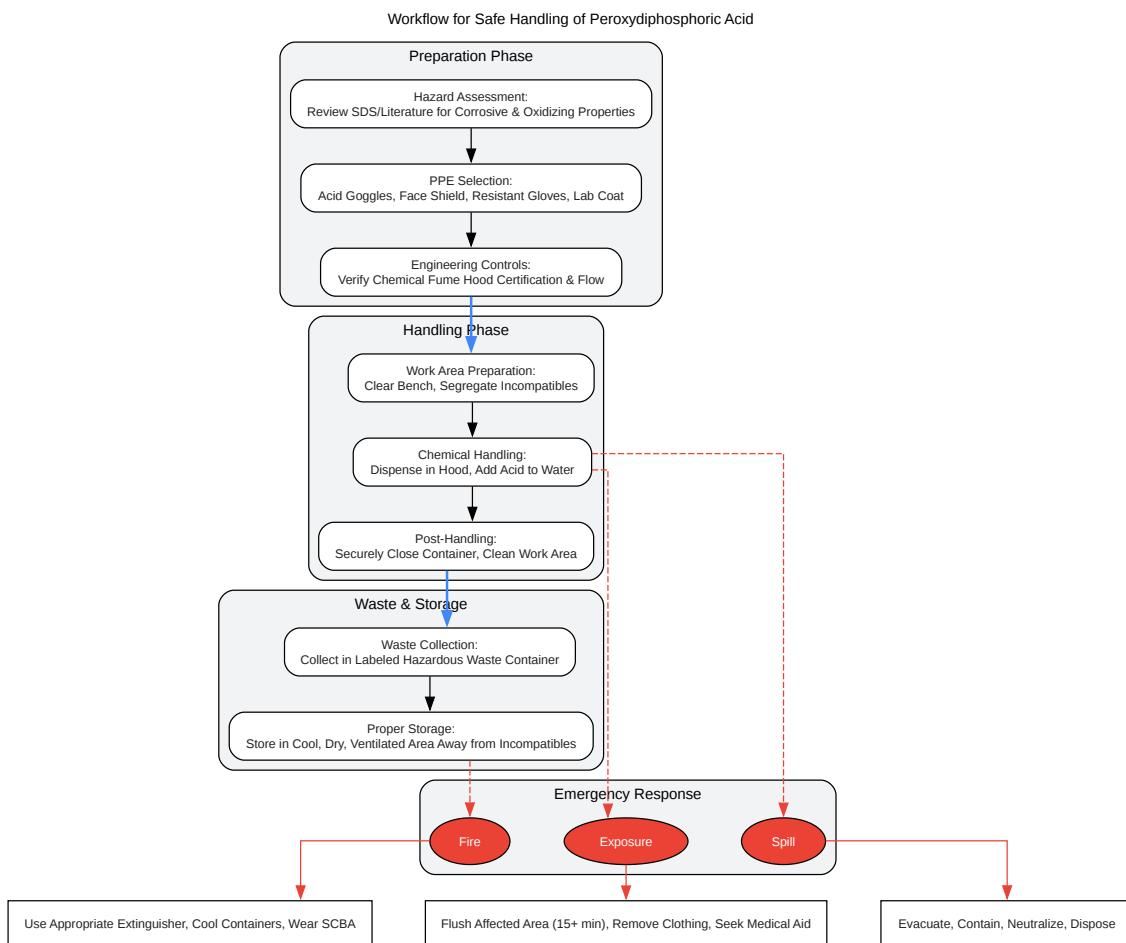 Workflow for Safe Handling of Peroxydiphosphoric Acid
Preparation Phase
Hazard Assessment:
Review SDS/Literature for Corrosive & Oxidizing Properties
PPE Selection:
Acid Goggles, Face Shield, Resistant Gloves, Lab Coat
Engineering Controls:
Verify Chemical Fume Hood Certification & Flow
Handling Phase
Work Area Preparation:
Clear Bench, Segregate Incompatibles
Chemical Handling:
Dispense in Hood, Add Acid to Water
Post-Handling:
Securely Close Container, Clean Work Area
Waste & Storage
Waste Collection:
Collect in Labeled Hazardous Waste Container
Proper Storage:
Store in Cool, Dry, Ventilated Area Away from Incompatibles
Emergency Response
Fire
Exposure
Spill
Use Appropriate Extinguisher, Cool Containers, Wear SCBA
Flush Affected Area (15+ min), Remove Clothing, Seek Medical Aid
Evacuate, Contain, Neutralize, Dispose